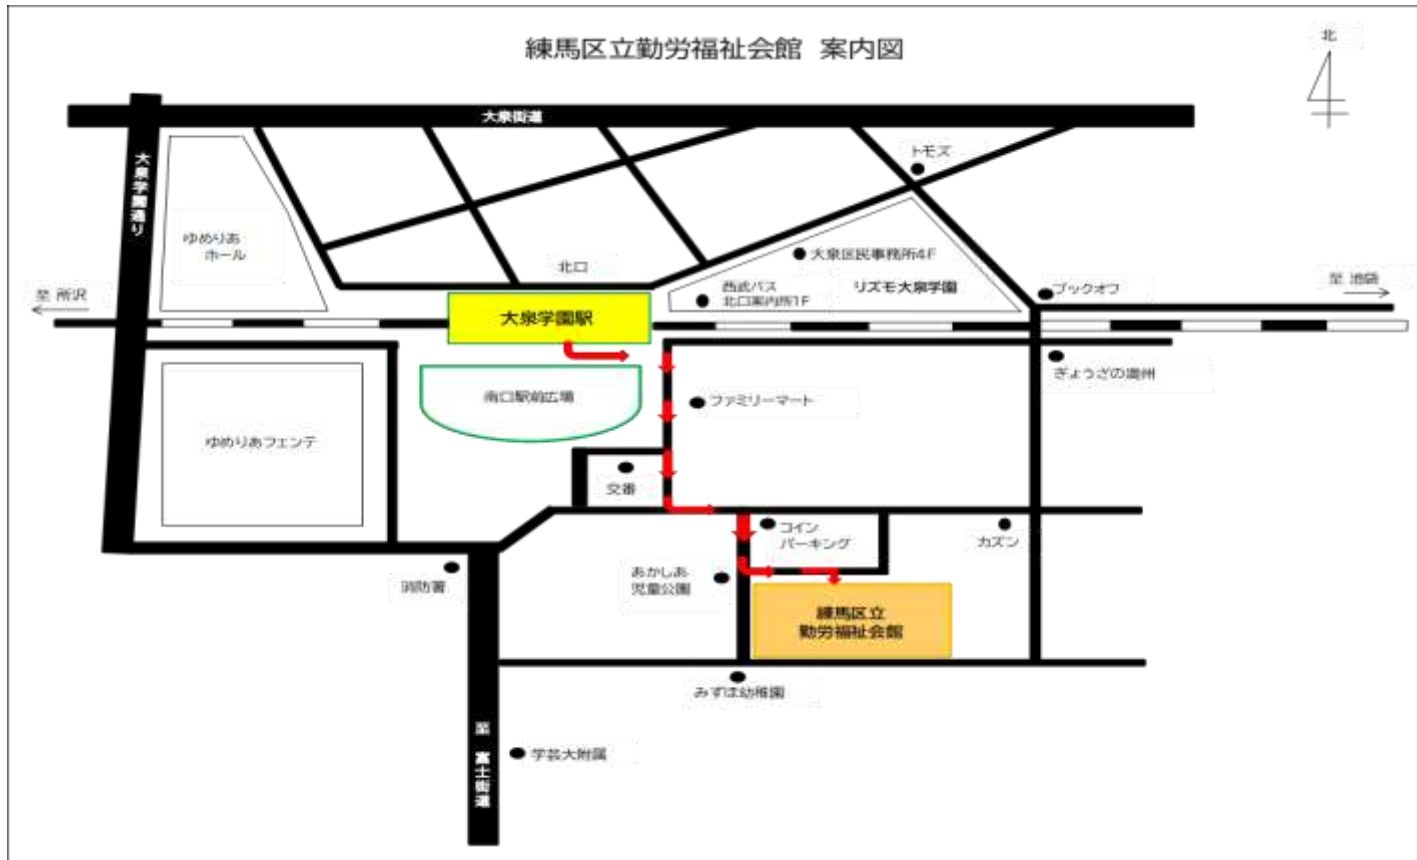 練馬区立勤労福祉会館 案内図
北
大泉街道
大泉学園通り
トモズ
ゆめりあ
ホール
北口
大泉区民事務所4F
西武バス
北口案内所1F
リズモ大泉学園
ブックオフ
至 所沢
至 池袋
大泉学園駅
ぎょうざの満州
南口駅前広場
ファミリーマート
ゆめりあフェンテ
交番
コイン
パーキング
カズン
消防署
あかしあ
児童公園
練馬区立
勤労福祉会館
みずほ幼稚園
至 富士街道
学芸大附属